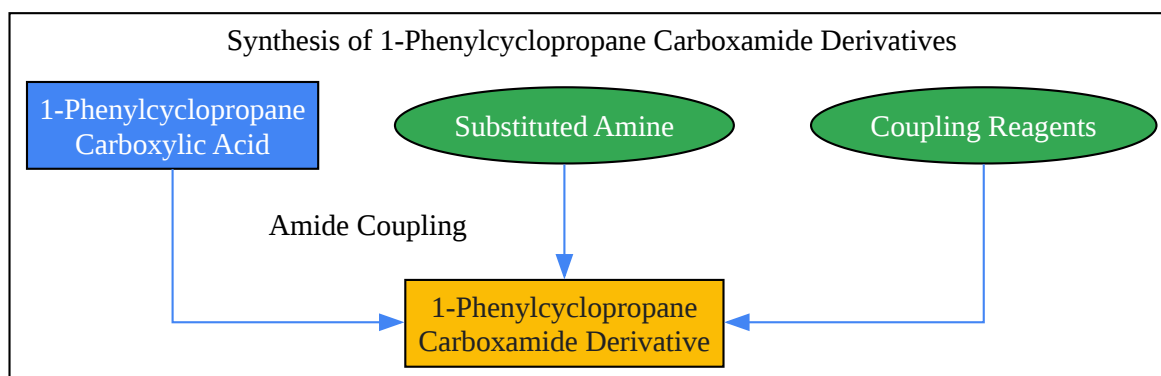 Synthesis of 1-Phenylcyclopropane Carboxamide Derivatives
1-Phenylcyclopropane
Carboxylic Acid
Substituted Amine
Coupling Reagents
Amide Coupling
1-Phenylcyclopropane
Carboxamide Derivative